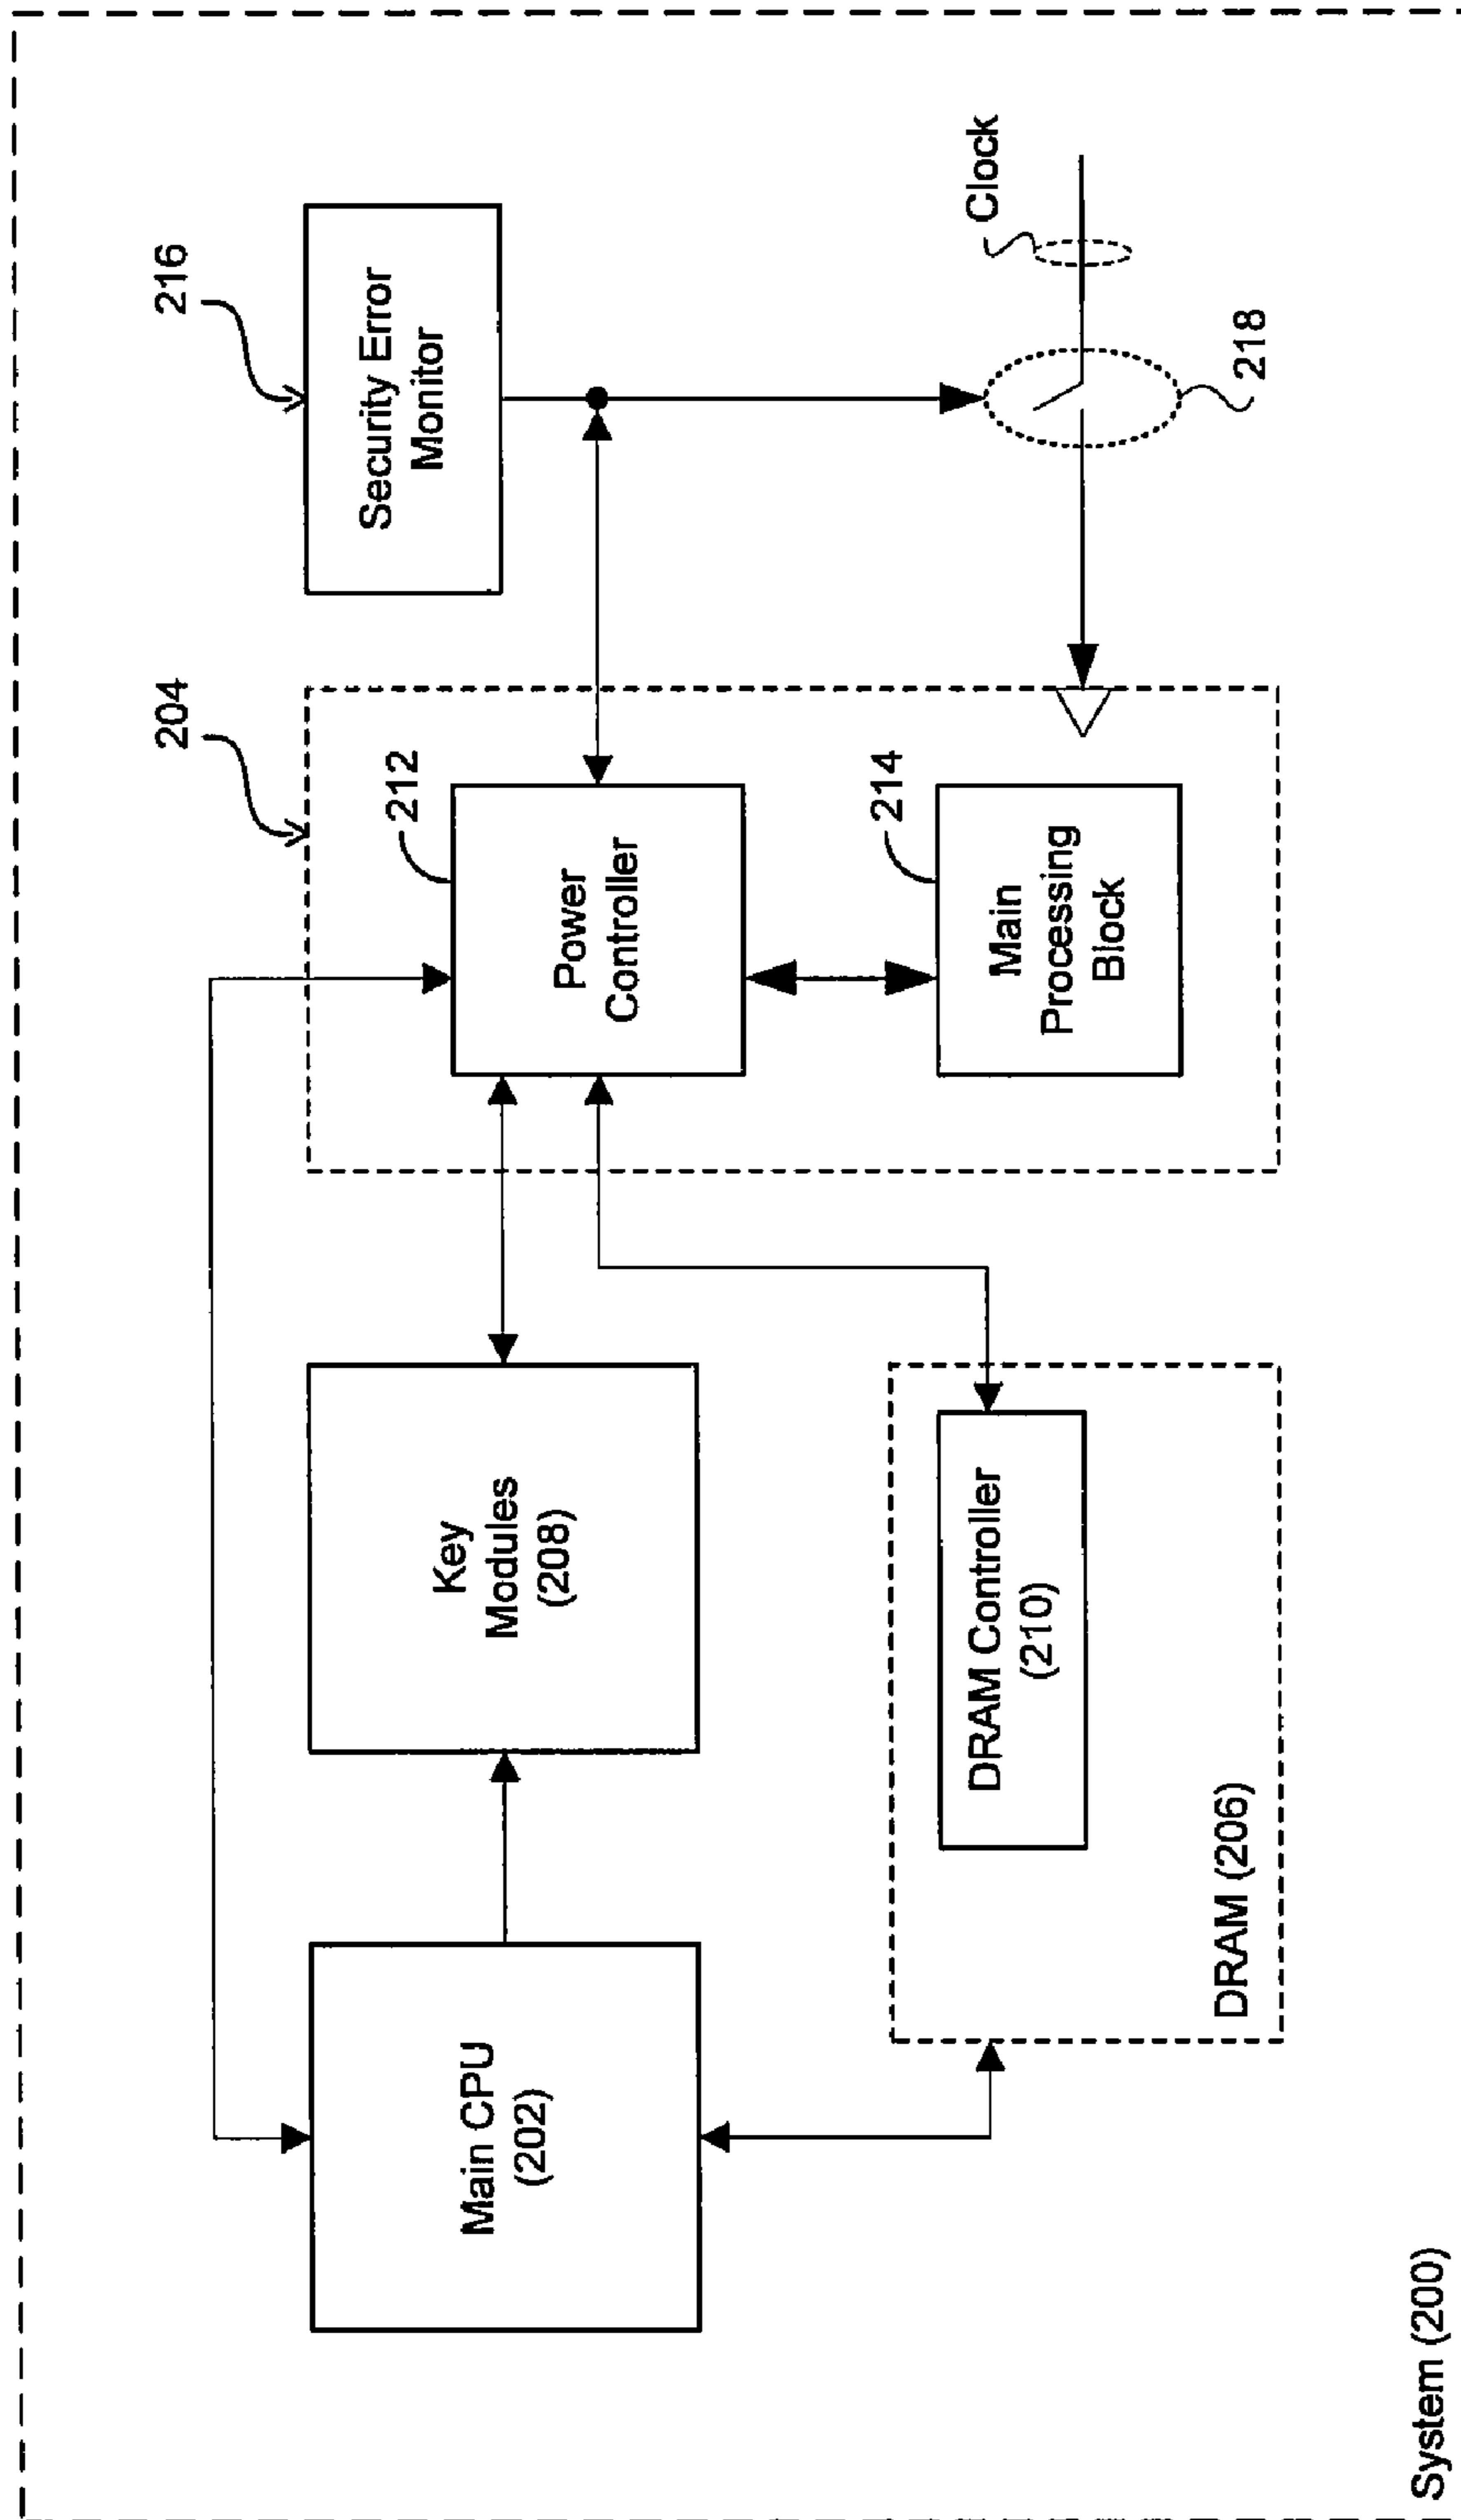 216
Security Error
Monitor
Clock
218
204
212
Power
Controller
214
Main
Processing
Block
Key
Modules
(208)
DRAM Controller
(210)
DRAM (206)
Main CPU
(202)
System (200)